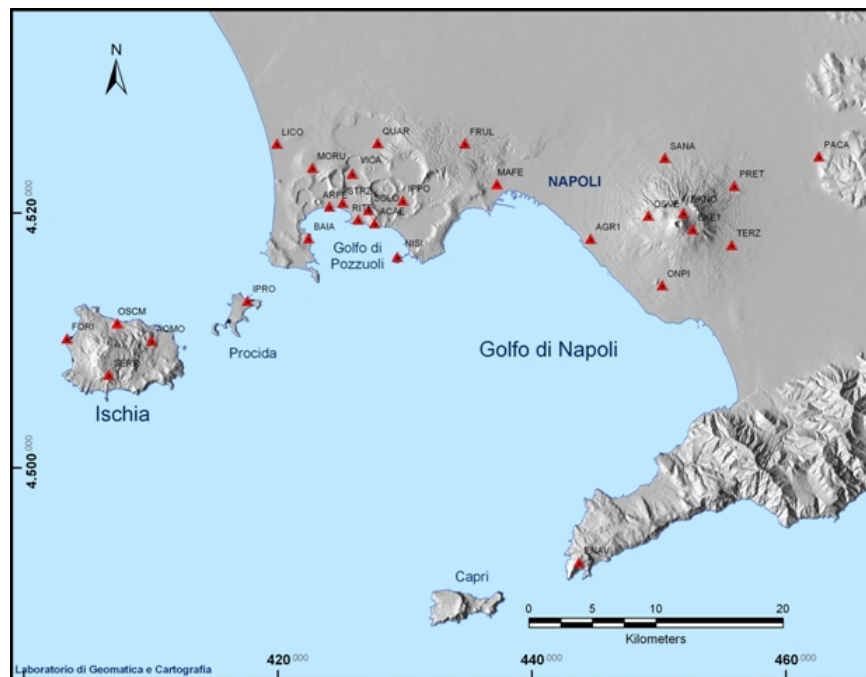 N
LICO
QUAR
FRUL
MORU
VICA
SANA
PACA
PRET
MAFE
NAPOLI
STRZ
IPPO
ARFE
SOLO
RITE
ACAE
4.520.000
OSVE
BKNO
BKE1
BAIA
NISI
AGR1
TERZ
Golfo di
Pozzuoli
ONPI
IPRO
OSCM
FORI
AQMO
Procida
Golfo di Napoli
SERR
Ischia
4.500.000
ENAV
Capri
0 5 10 20
Kilometers
Laboratorio di Geomatica e Cartografia
420.000
440.000
460.000